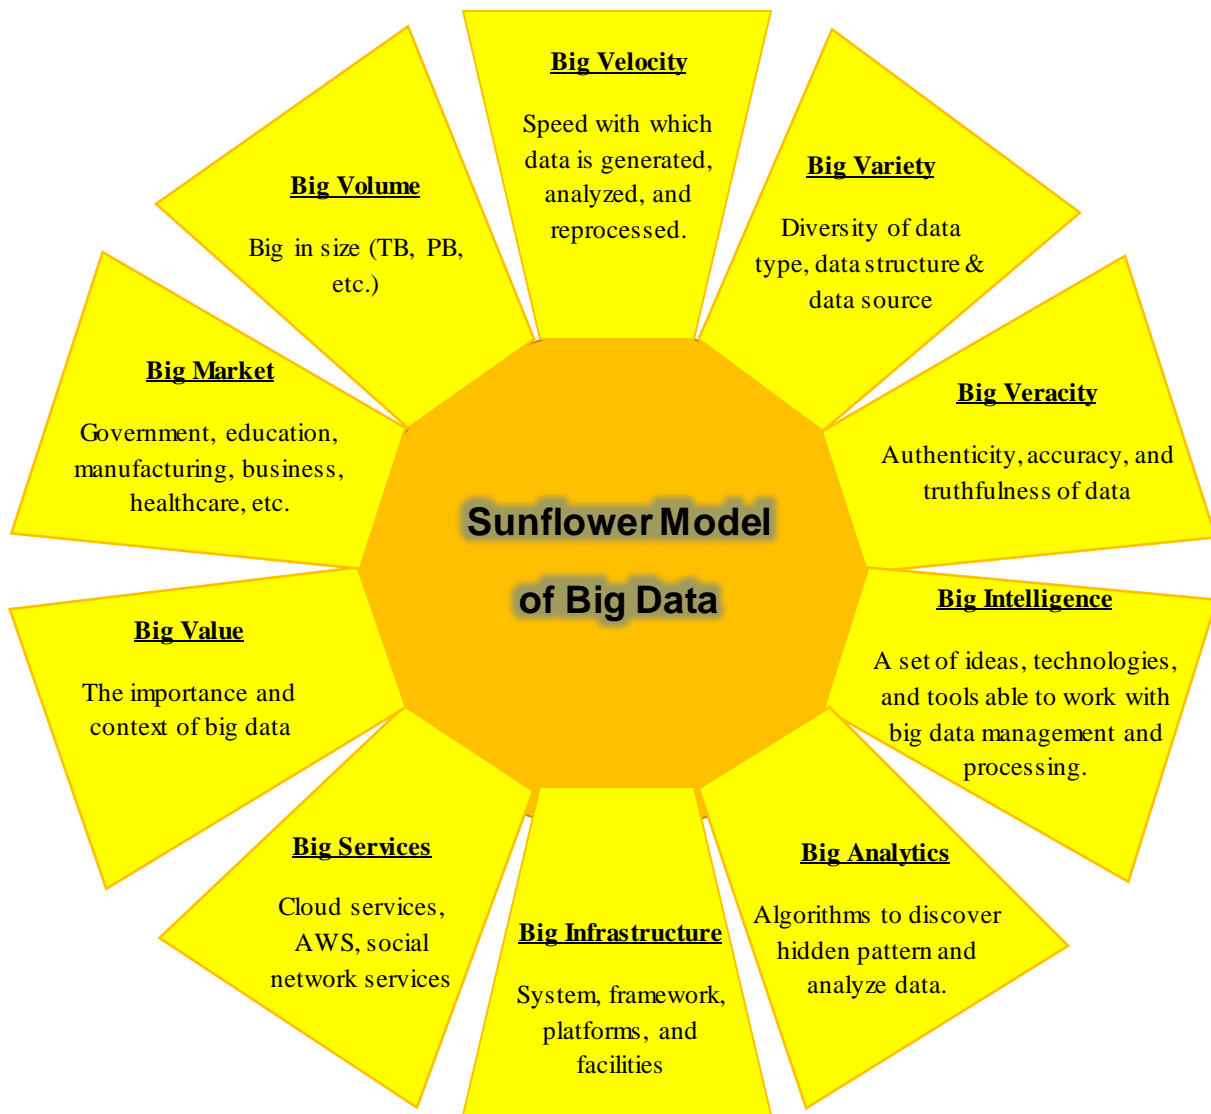 Big Velocity
Speed with which
data is generated,
analyzed, and
reprocessed.
Big Variety
Diversity of data
type, data structure &
data source
Big Veracity
Authenticity, accuracy, and
truthfulness of data
Big Intelligence
A set of ideas, technologies,
and tools able to work with
big data management and
processing.
Big Analytics
Algorithms to discover
hidden pattern and
analyze data.
Big Infrastructure
System, framework,
platforms, and
facilities
Big Services
Cloud services,
AWS, social
network services
Big Value
The importance and
context of big data
Big Market
Government, education,
manufacturing, business,
healthcare, etc.
Big Volume
Big in size (TB, PB,
etc.)
Sunflower Model
of Big Data